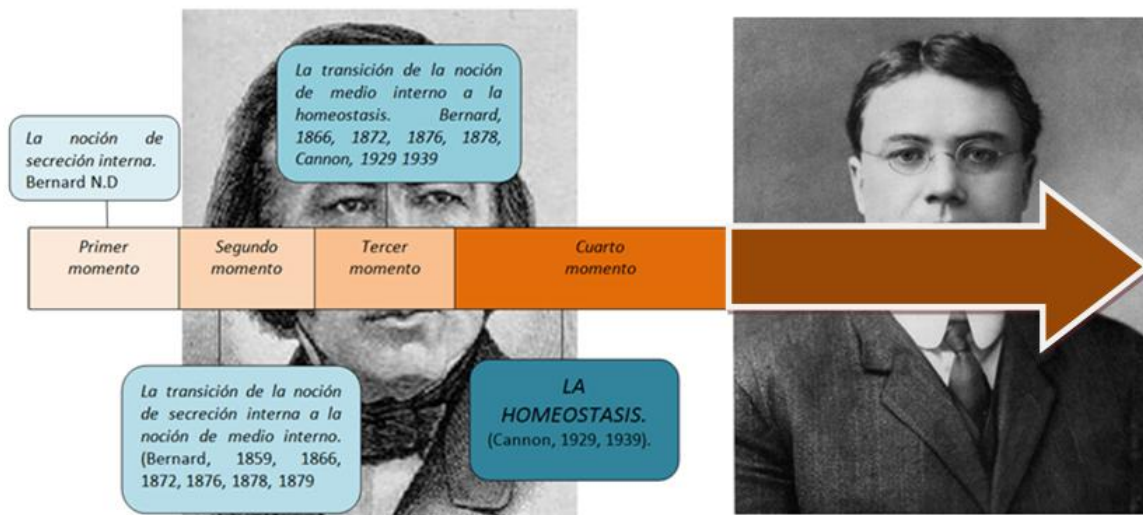 La transición de la noción
de medio interno a la
homeostasis. Bernard,
1866, 1872, 1876, 1878,
Cannon, 1929 1939
La noción de
secreción interna.
Bernard N.D
Primer
momento
Segundo
momento
Tercer
momento
Cuarto
momento
La transición de la noción
de secreción interna a la
noción de medio interno.
(Bernard, 1859, 1866,
1872, 1876, 1878, 1879
LA
HOMEOSTASIS.
(Cannon, 1929, 1939).